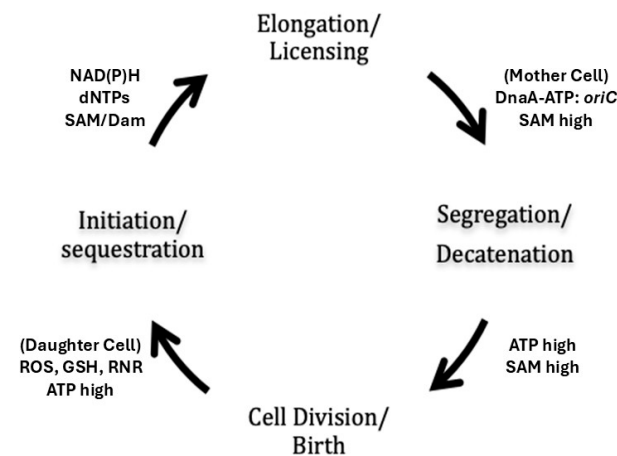 Elongation/
Licensing
NAD(P)H
dNTPs
SAM/Dam
(Mother Cell)
DnaA-ATP: oriC
SAM high
Initiation/
sequestration
Segregation/
Decatenation
(Daughter Cell)
ROS, GSH, RNR
ATP high
ATP high
SAM high
Cell Division/
Birth